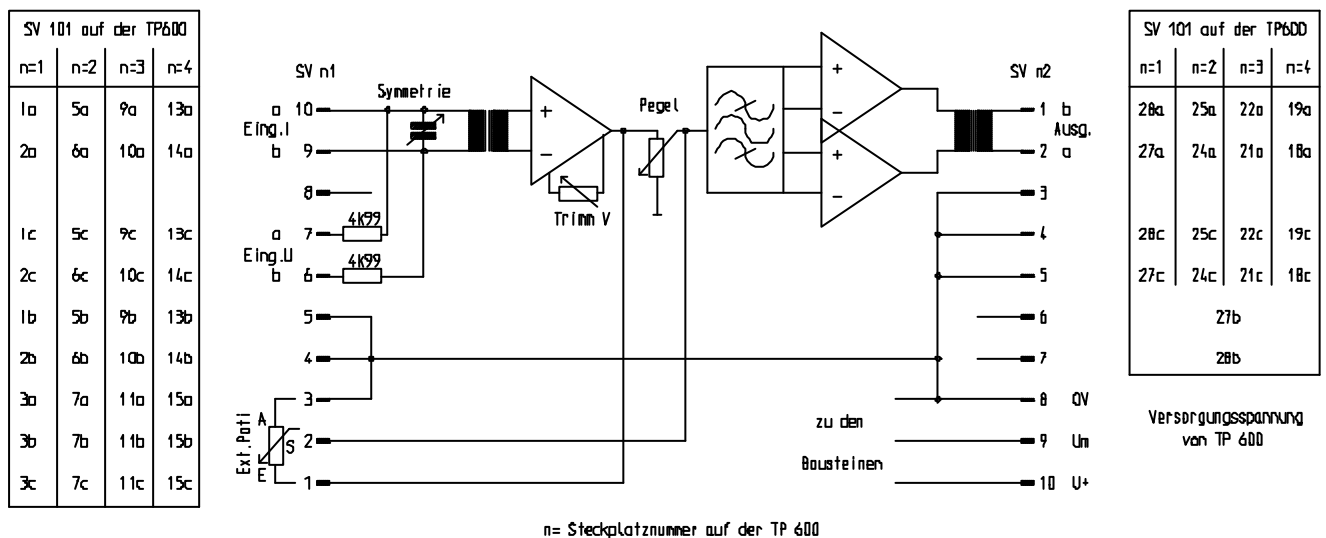 SV 101 auf der TP600
n=1 n=2 n=3 n=4
1a 5a 9a 13a
2a 6a 10a 14a
1c 5c 9c 13c
2c 6c 10c 14c
1b 5b 9b 13b
2b 6b 10b 14b
3a 7a 11a 15a
3b 7b 11b 15b
3c 7c 11c 15c
SV n1
a 10
Eing.I
b 9
8
a 7
Eing.U
b 6
5
4
3
2
1
Ext.Poti
A
S
E
4K99
4K99
Symmetrie
+
−
Trimm V
Pegel
+
−
+
−
SV n2
1 b
Ausg.
2 a
3
4
5
6
7
8 0V
9 Um
10 U+
zu den
Bausteinen
SV 101 auf der TP600
n=1 n=2 n=3 n=4
28a 25a 22a 19a
27a 24a 21a 18a
28c 25c 22c 19c
27c 24c 21c 18c
27b
28b
Versorgungsspannung
von TP 600
n= Steckplatznummer auf der TP 600